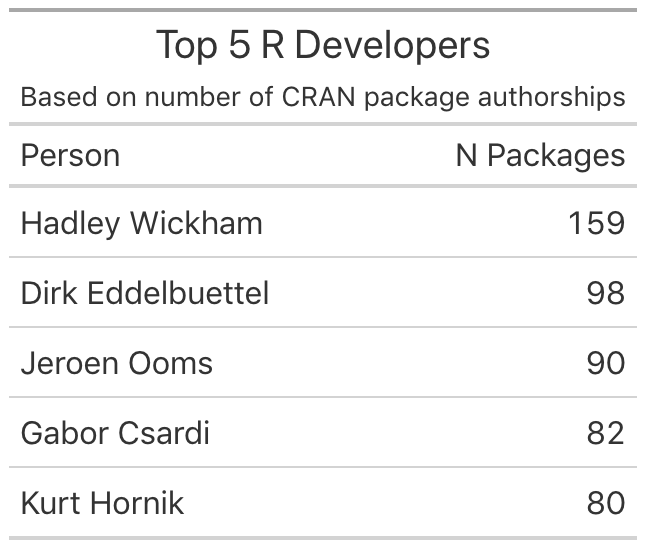 Top 5 R Developers
Based on number of CRAN package authorships
Person N Packages
Hadley Wickham 159
Dirk Eddelbuettel 98
Jeroen Ooms 90
Gabor Csardi 82
Kurt Hornik 80